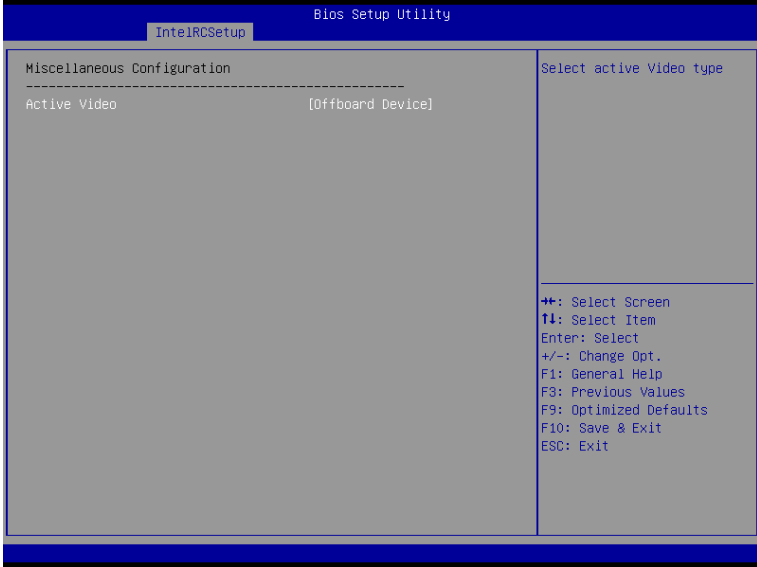 Bios Setup Utility
IntelRCSetup
Miscellaneous Configuration
--------------------------------------------------
Active Video [Offboard Device]
Select active Video type
→←: Select Screen
↑↓: Select Item
Enter: Select
+/-: Change Opt.
F1: General Help
F3: Previous Values
F9: Optimized Defaults
F10: Save & Exit
ESC: Exit